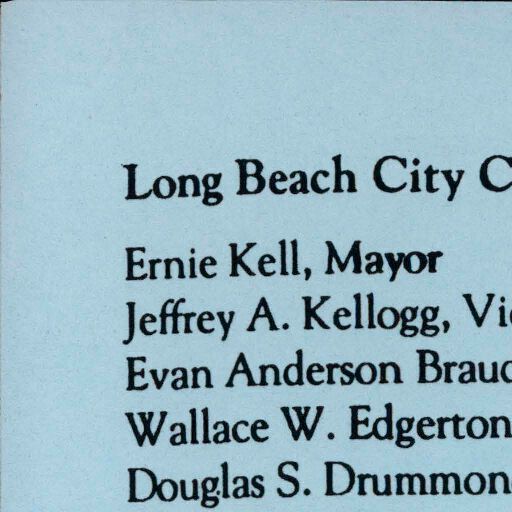 Long Beach City C
Ernie Kell, Mayor
Jeffrey A. Kellogg, Vi
Evan Anderson Brau
Wallace W. Edgerton
Douglas S. Drummon